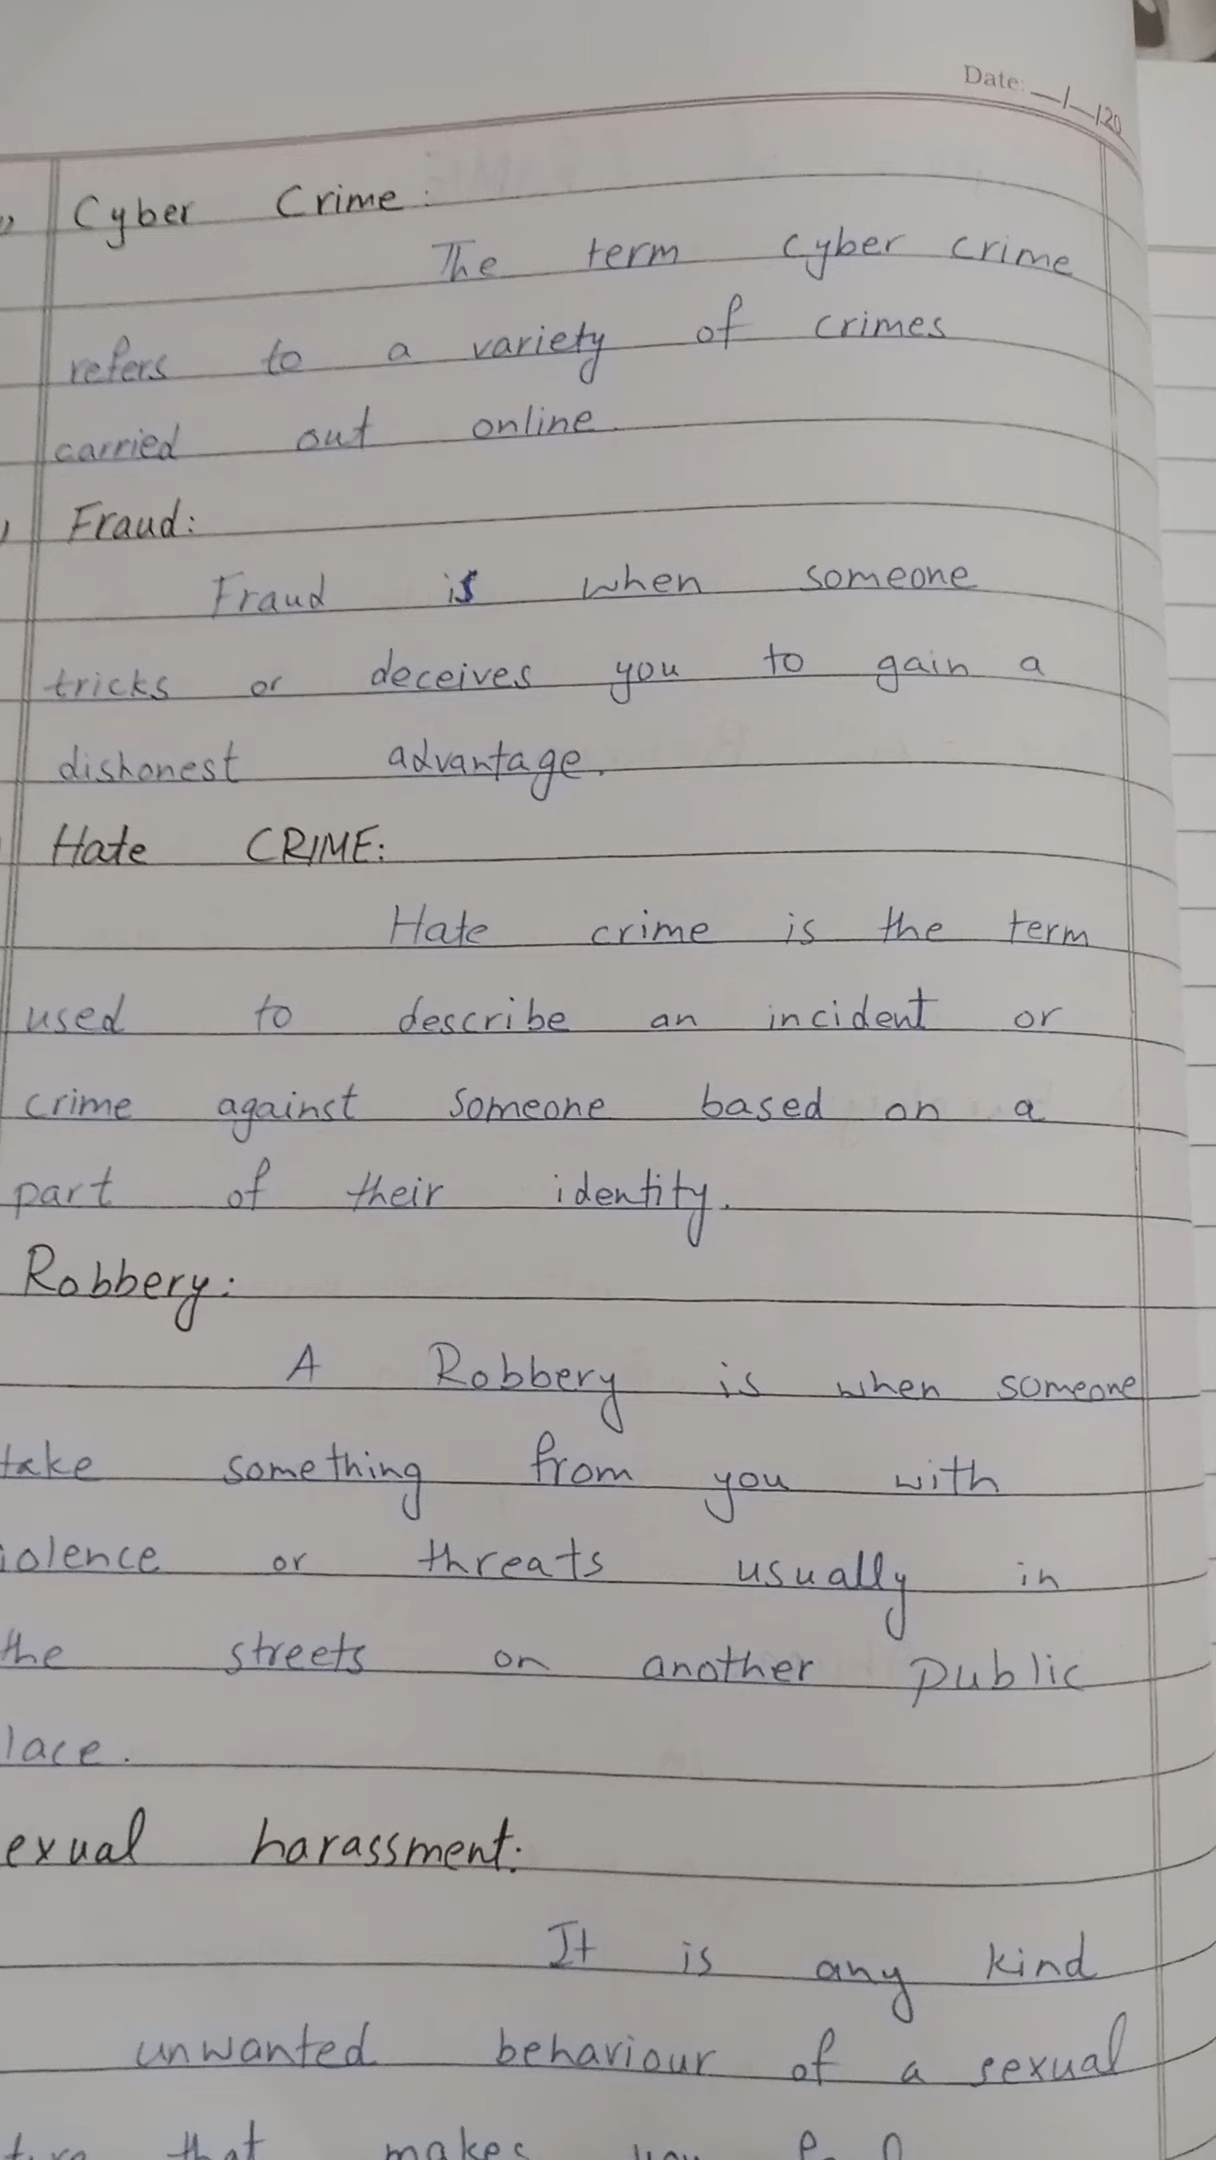 Date: _/_/20
Cyber Crime:
The term cyber crime
refers to a variety of crimes
carried out online.
Fraud:
Fraud is when someone
tricks or deceives you to gain a
dishonest advantage.
Hate CRIME:
Hate crime is the term
used to describe an incident or
crime against someone based on a
part of their identity.
Robbery:
A Robbery is when someone
take something from you with
iolence or threats usually in
the streets on another public
lace.
exual harassment:
It is any kind
unwanted behaviour of a sexual
that makes you